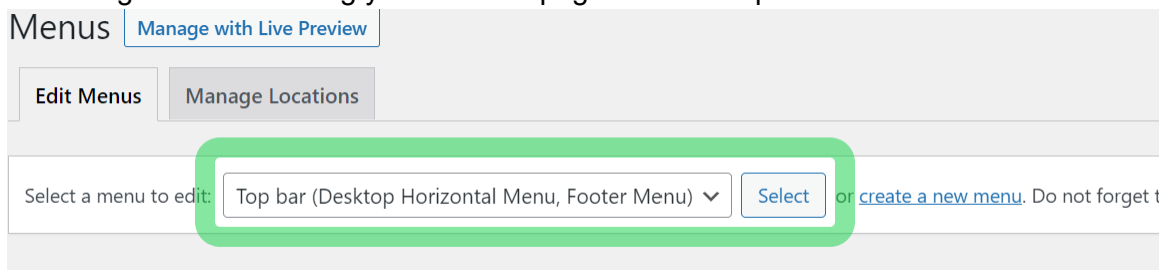 Menus Manage with Live Preview
Edit Menus Manage Locations
Select a menu to edit: Top bar (Desktop Horizontal Menu, Footer Menu) Select or create a new menu. Do not forget